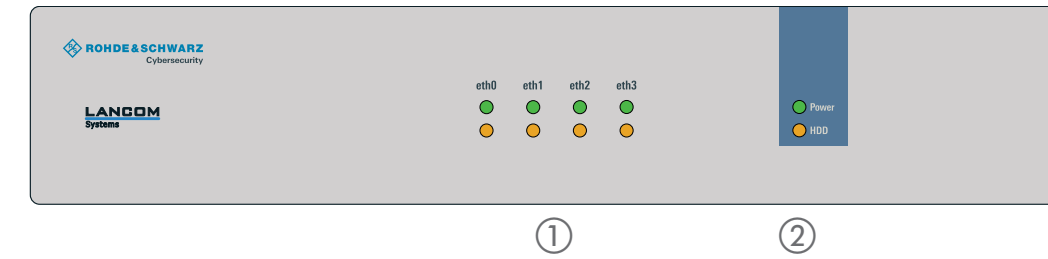 ROHDE&SCHWARZ
Cybersecurity
LANCOM
Systems
eth0 eth1 eth2 eth3
Power
HDD
① ②